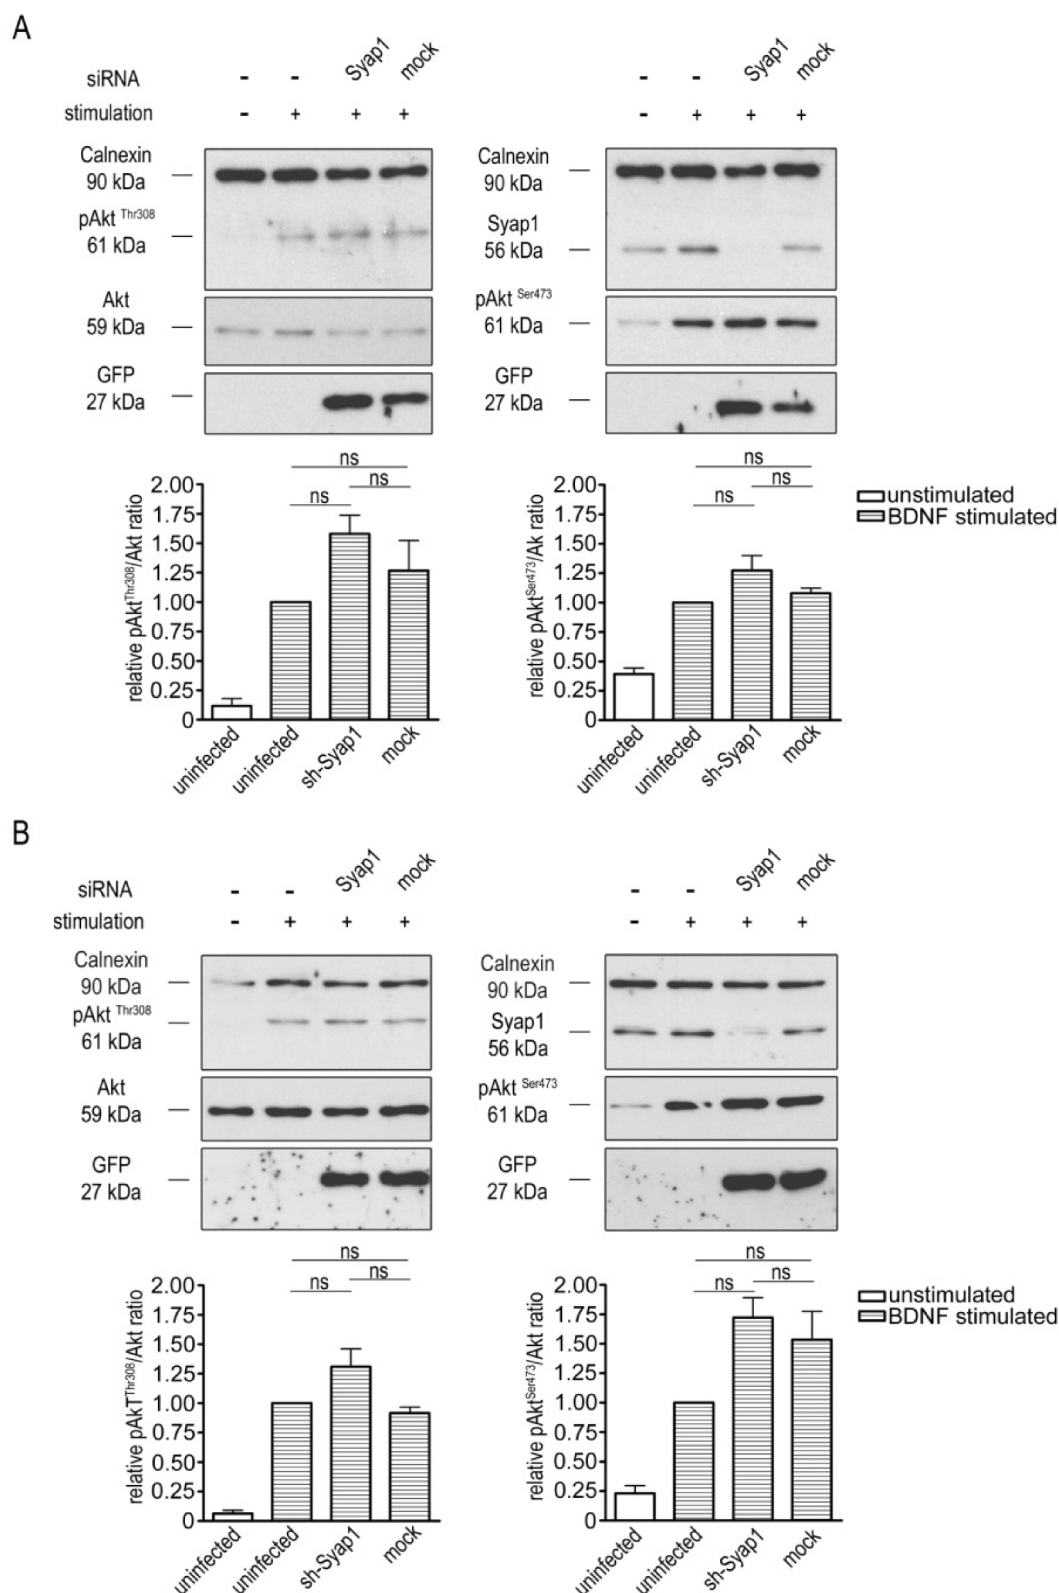 A
siRNA - - Syap1 mock
stimulation - + + +
Calnexin
90 kDa
pAkt Thr308
61 kDa
Akt
59 kDa
GFP
27 kDa
- - Syap1 mock
- + + +
Calnexin
90 kDa
Syap1
56 kDa
pAkt Ser473
61 kDa
GFP
27 kDa
relative pAktThr308/Akt ratio
2.00
1.75
1.50
1.25
1.00
0.75
0.50
0.25
0
ns
ns
ns
uninfected
uninfected
sh-Syap1
mock
relative pAktSer473/Ak ratio
2.00
1.75
1.50
1.25
1.00
0.75
0.50
0.25
0
ns
ns
ns
uninfected
uninfected
sh-Syap1
mock
unstimulated
BDNF stimulated
B
siRNA - - Syap1 mock
stimulation - + + +
Calnexin
90 kDa
pAkt Thr308
61 kDa
Akt
59 kDa
GFP
27 kDa
- - Syap1 mock
- + + +
Calnexin
90 kDa
Syap1
56 kDa
pAkt Ser473
61 kDa
GFP
27 kDa
relative pAkTThr308/Akt ratio
2.00
1.75
1.50
1.25
1.00
0.75
0.50
0.25
0
ns
ns
ns
uninfected
uninfected
sh-Syap1
mock
relative pAktSer473/Akt ratio
2.00
1.75
1.50
1.25
1.00
0.75
0.50
0.25
0
ns
ns
ns
uninfected
uninfected
sh-Syap1
mock
unstimulated
BDNF stimulated